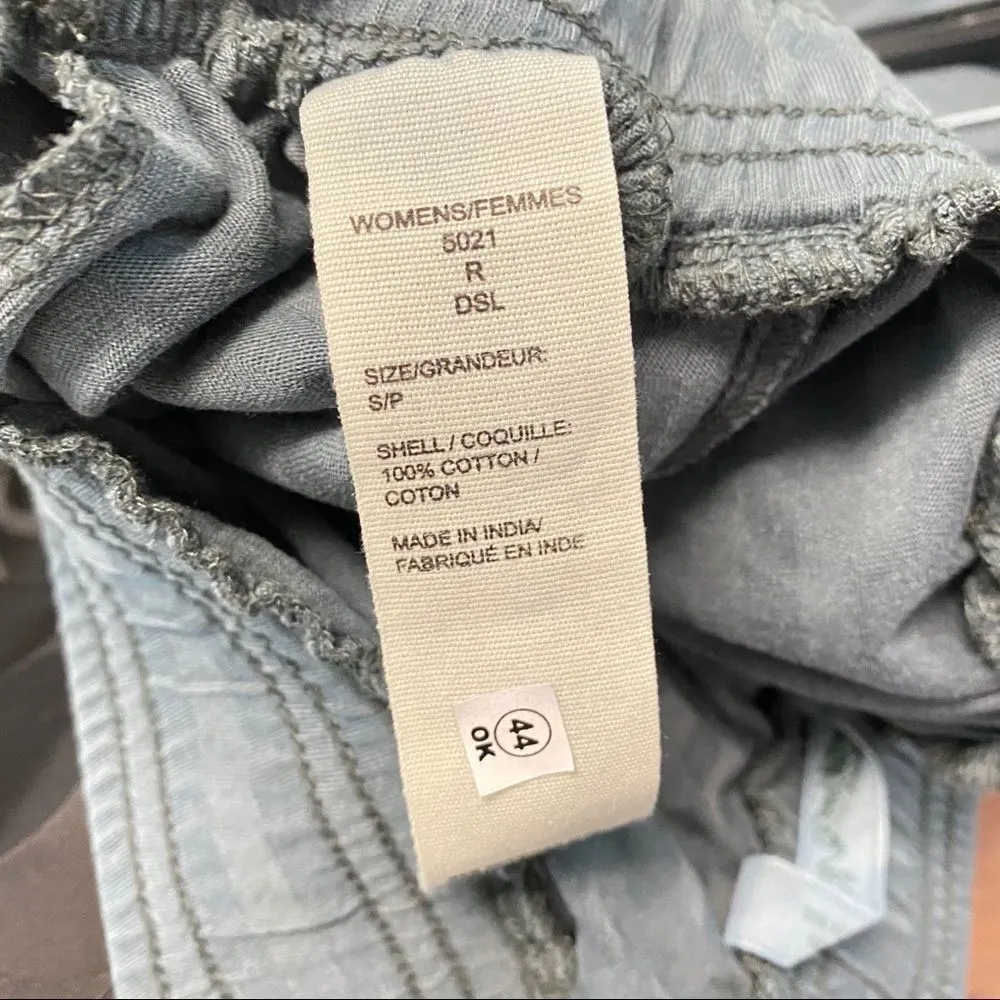 WOMENS/FEMMES
5021
R
DSL
SIZE/GRANDEUR:
S/P
SHELL / COQUILLE:
100% COTTON /
COTON
MADE IN INDIA/
FABRIQUÉ EN INDE
44
OK